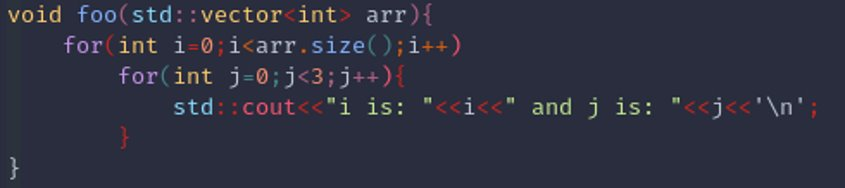 void foo(std::vector<int> arr){
    for(int i=0;i<arr.size();i++)
        for(int j=0;j<3;j++){
            std::cout<<"i is: "<<i<<" and j is: "<<j<<'\n';
        }
}